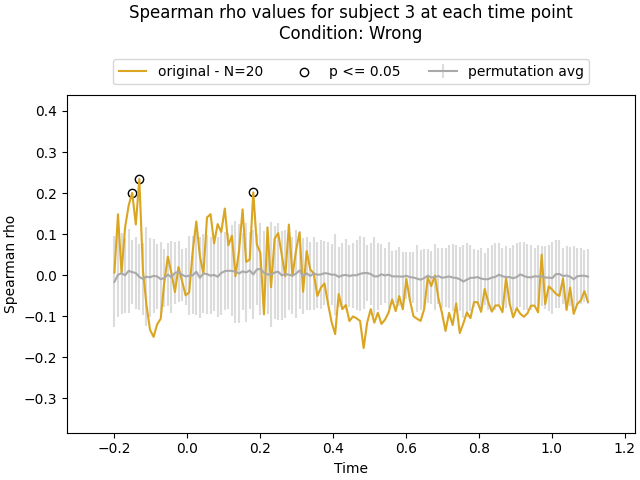 Spearman rho values for subject 3 at each time point
Condition: Wrong
original - N=20
p <= 0.05
permutation avg
Spearman rho
0.4
0.3
0.2
0.1
0.0
−0.1
−0.2
−0.3
−0.2
0.0
0.2
0.4
0.6
0.8
1.0
1.2
Time